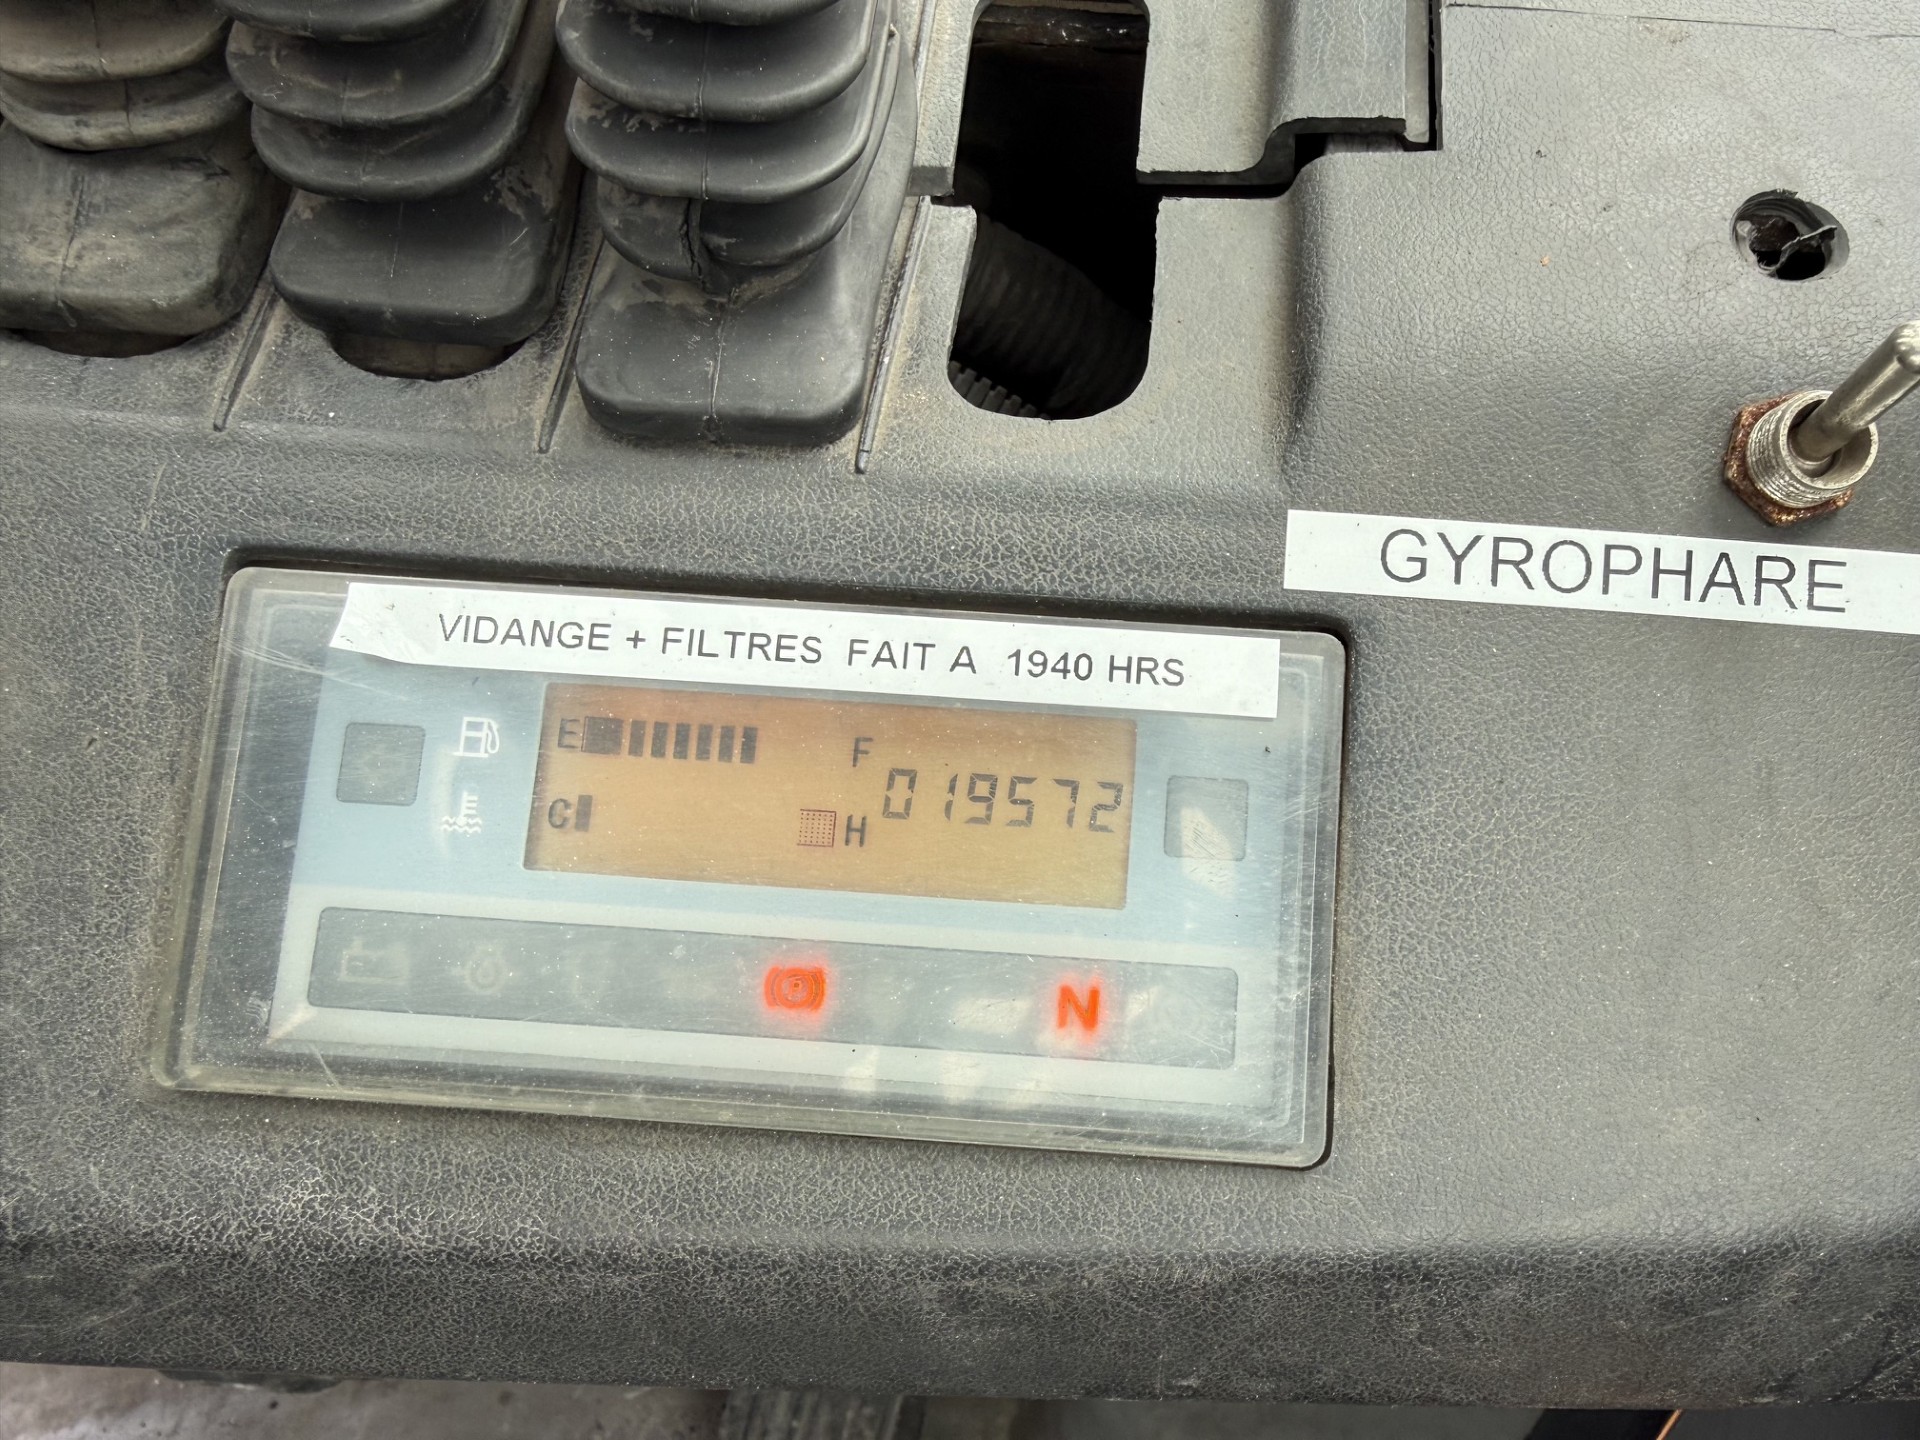 GYROPHARE
VIDANGE + FILTRES FAIT A 1940 HRS
E F
C H 019572
P N